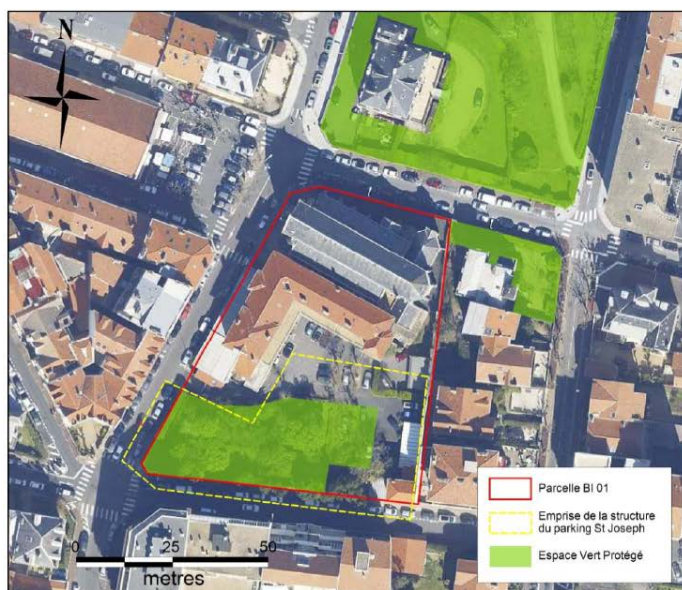 N
0 25 50
metres
Parcelle BI 01
Emprise de la structure
du parking St Joseph
Espace Vert Protégé